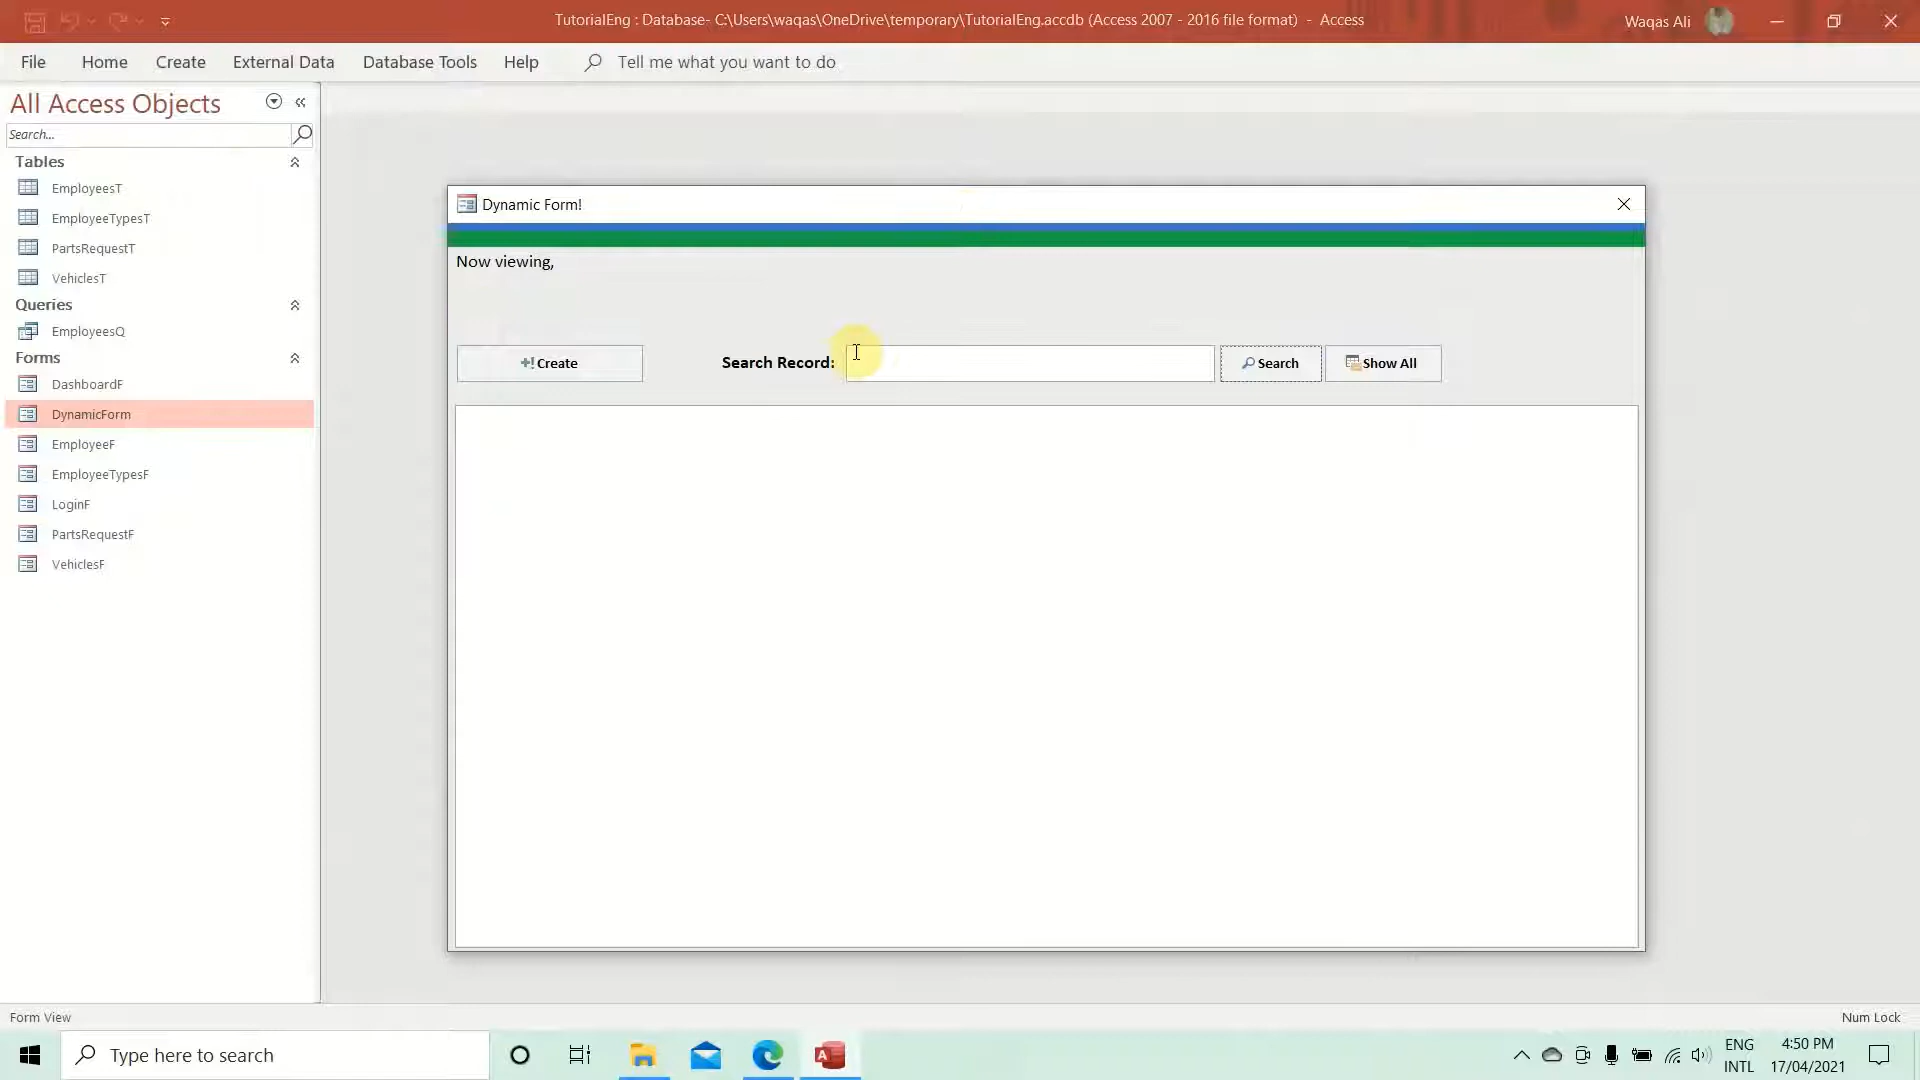 TutorialEng : Database- C:\Users\waqas\OneDrive\temporary\TutorialEng.accdb (Access 2007 - 2016 file format) - Access
Waqas Ali
File Home Create External Data Database Tools Help Tell me what you want to do
All Access Objects
Search...
Tables
EmployeesT
EmployeeTypesT
PartsRequestT
VehiclesT
Queries
EmployeesQ
Forms
DashboardF
DynamicForm
EmployeeF
EmployeeTypesF
LoginF
PartsRequestF
VehiclesF
Dynamic Form!
Now viewing,
Create Search Record: Search Show All
Form View
Num Lock
Type here to search
ENG
INTL
4:50 PM
17/04/2021